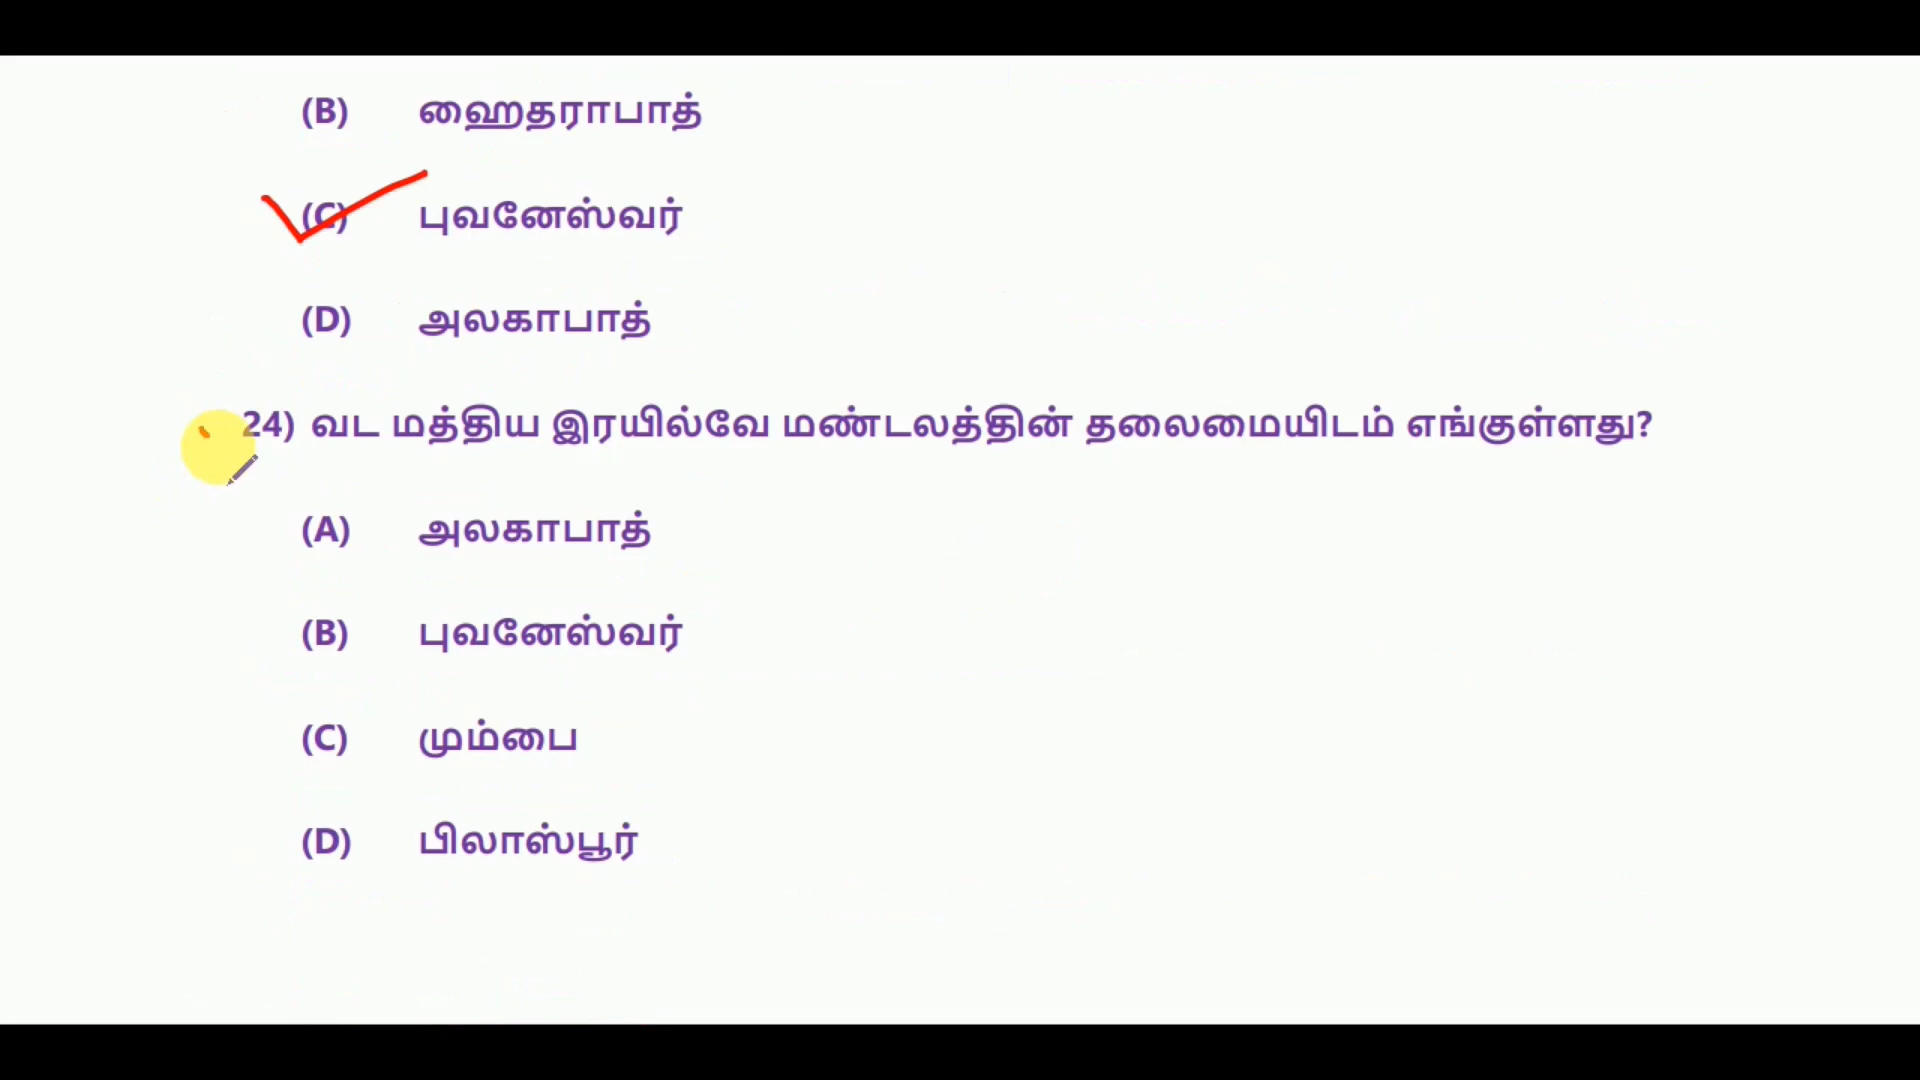 (B) ஹைதராபாத்
(C) புவனேஸ்வர்
(D) அலகாபாத்
24) வட மத்திய இரயில்வே மண்டலத்தின் தலைமையிடம் எங்குள்ளது?
(A) அலகாபாத்
(B) புவனேஸ்வர்
(C) மும்பை
(D) பிலாஸ்பூர்